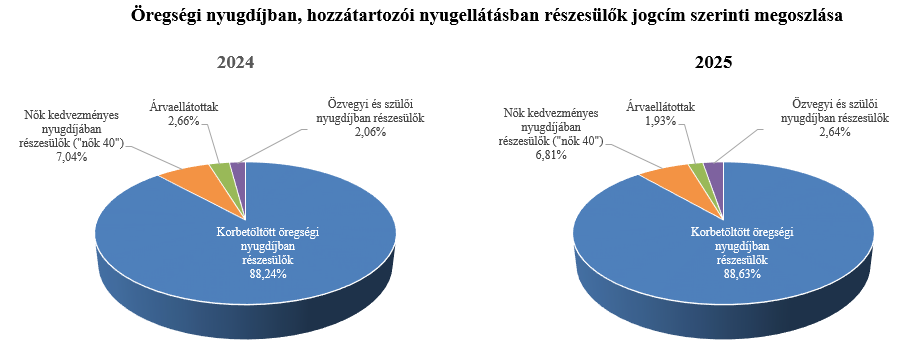 Öregségi nyugdíjban, hozzátartozói nyugellátásban részesülők jogcím szerinti megoszlása
2024
Nők kedvezményes
nyugdíjában
részesülők ("nők 40")
7,04%
Árvaellátottak
2,66%
Özvegyi és szülői
nyugdíjban részesülők
2,06%
Korbetöltött öregségi
nyugdíjban
részesülők
88,24%
2025
Nők kedvezményes
nyugdíjában
részesülők ("nők 40")
6,81%
Árvaellátottak
1,93%
Özvegyi és szülői
nyugdíjban részesülők
2,64%
Korbetöltött öregségi
nyugdíjban
részesülők
88,63%